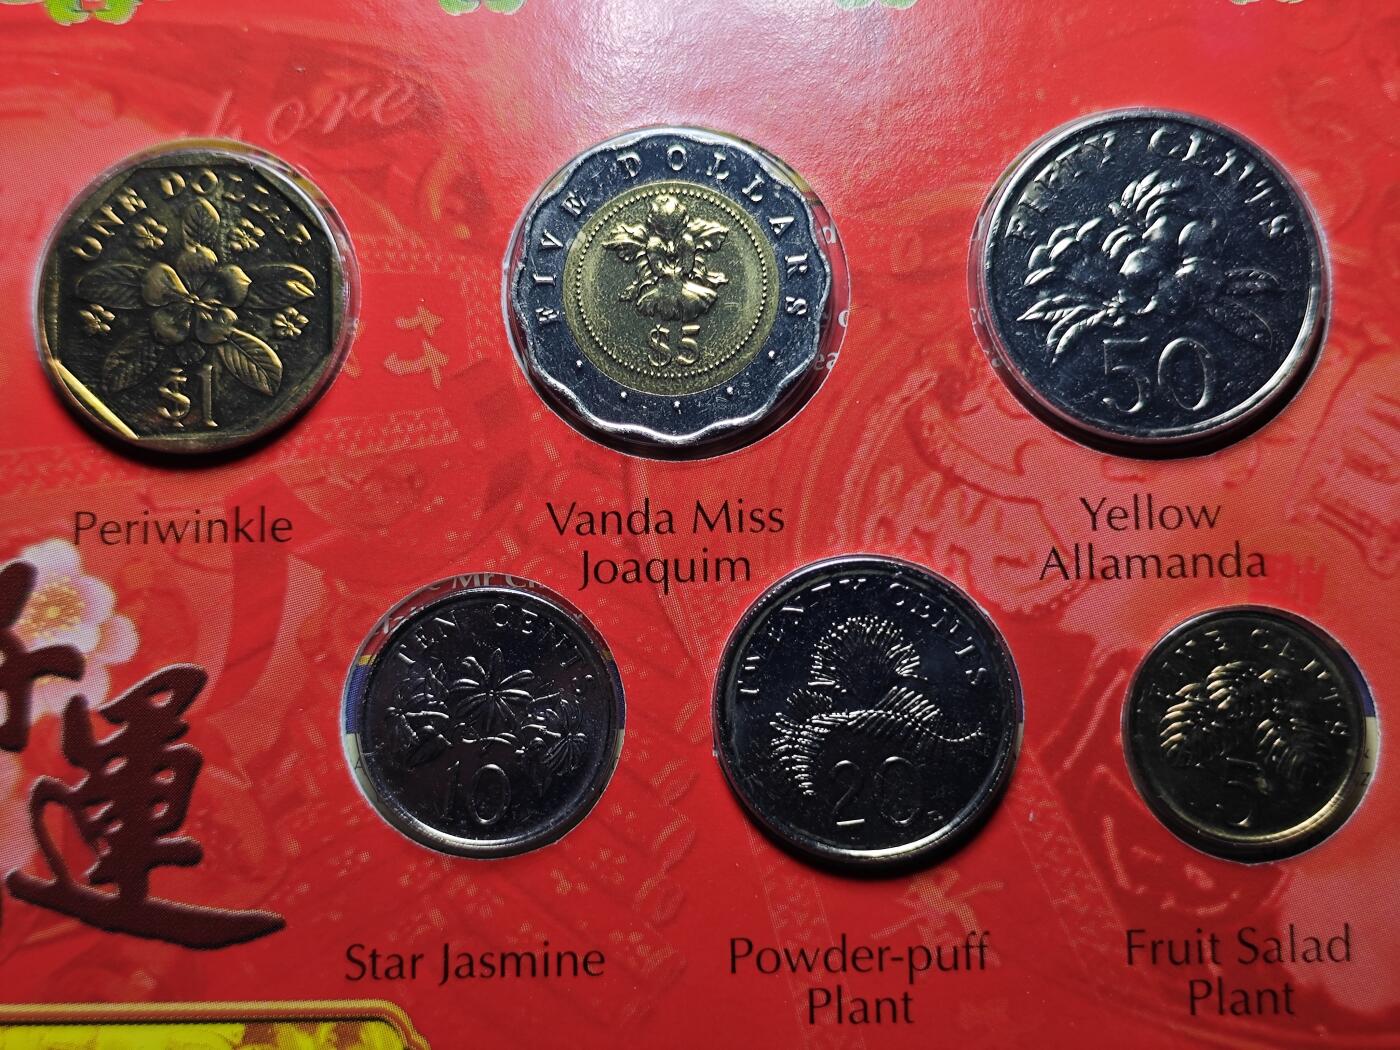 ONE DOLLAR
$1
FIVE DOLLARS
$5
FIFTY CENTS
50
Periwinkle
Vanda Miss
Joaquim
Yellow
Allamanda
TEN CENTS
10
TWENTY CENTS
20
FIVE CENTS
5
運
Star Jasmine
Powder-puff
Plant
Fruit Salad
Plant